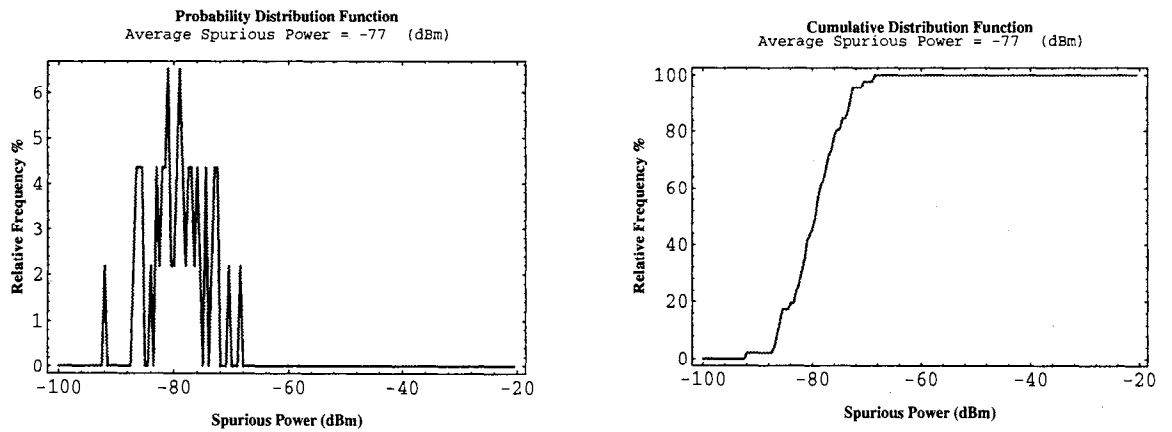 Probability Distribution Function
Average Spurious Power = -77 (dBm)
6
5
4
3
2
1
0
Relative Frequency %
-100
-80
-60
-40
-20
Spurious Power (dBm)
Cumulative Distribution Function
Average Spurious Power = -77 (dBm)
100
80
60
40
20
0
Relative Frequency %
-100
-80
-60
-40
-20
Spurious Power (dBm)